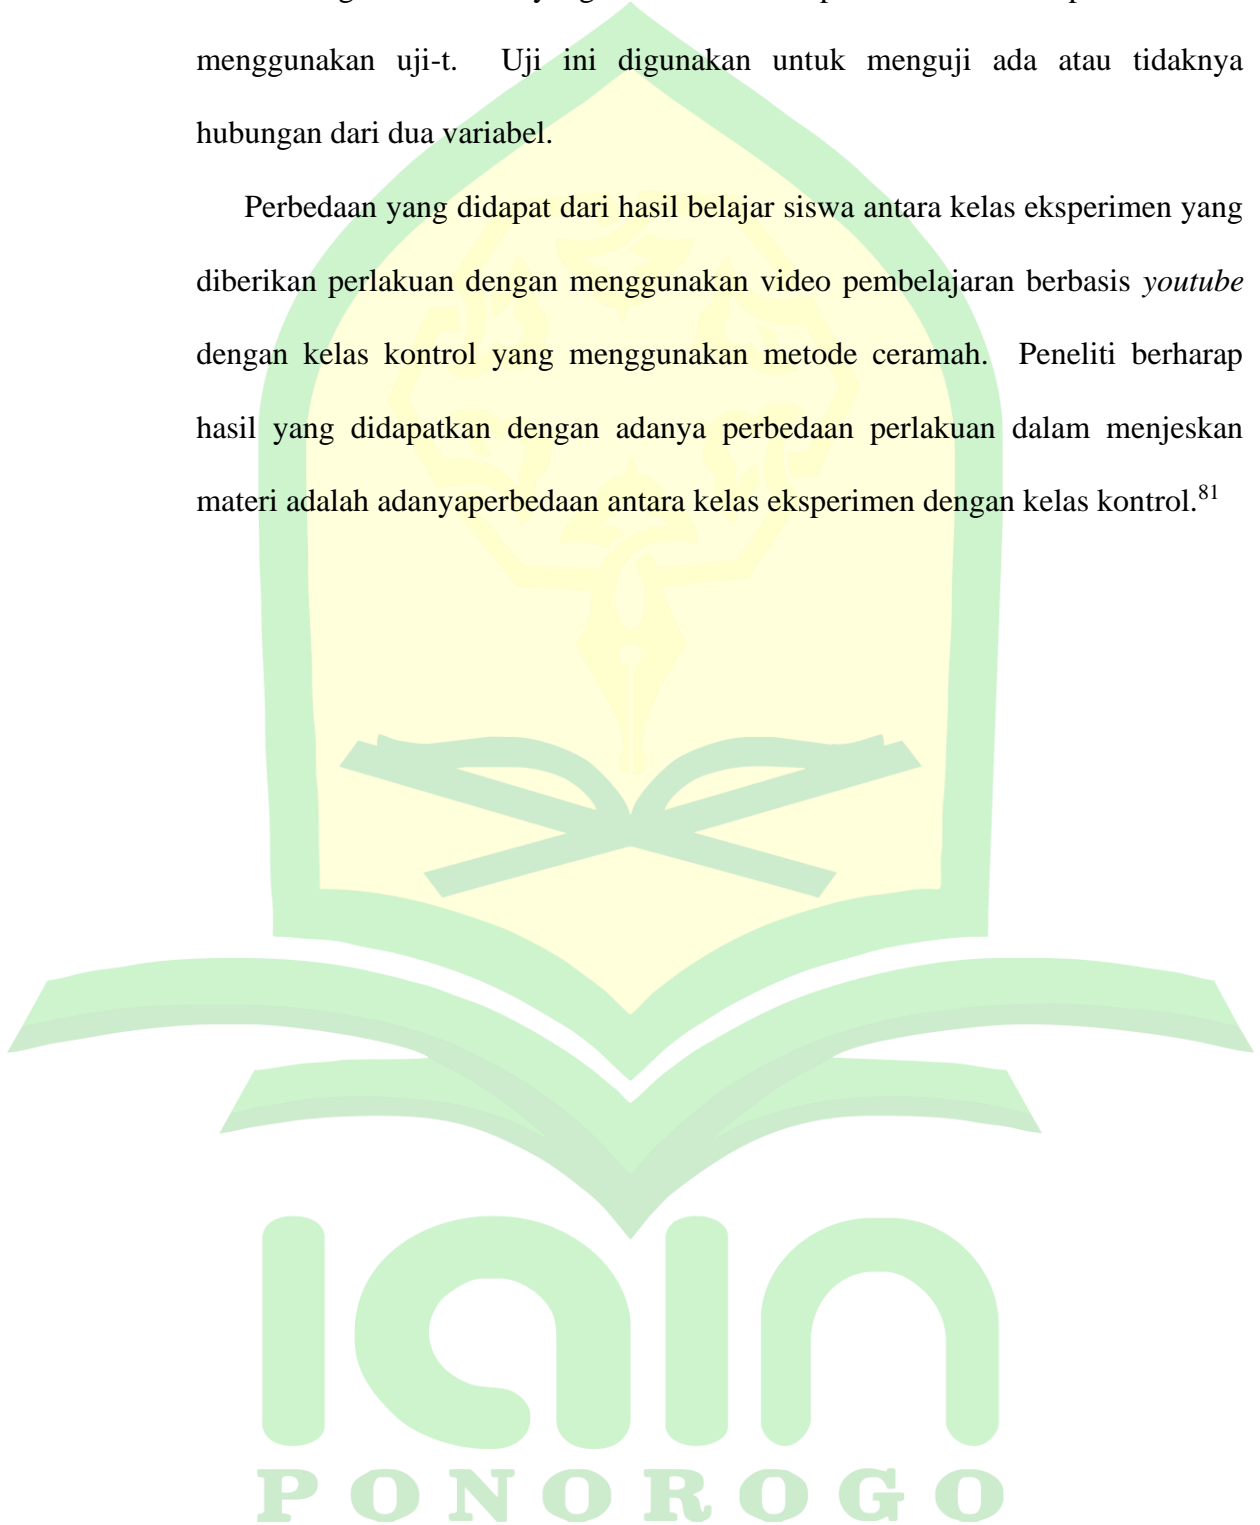 menggunakan uji-t. Uji ini digunakan untuk menguji ada atau tidaknya
hubungan dari dua variabel.
Perbedaan yang didapat dari hasil belajar siswa antara kelas eksperimen yang
diberikan perlakuan dengan menggunakan video pembelajaran berbasis youtube
dengan kelas kontrol yang menggunakan metode ceramah. Peneliti berharap
hasil yang didapatkan dengan adanya perbedaan perlakuan dalam menjeskan
materi adalah adanyaperbedaan antara kelas eksperimen dengan kelas kontrol.81
iain
PONOROGO